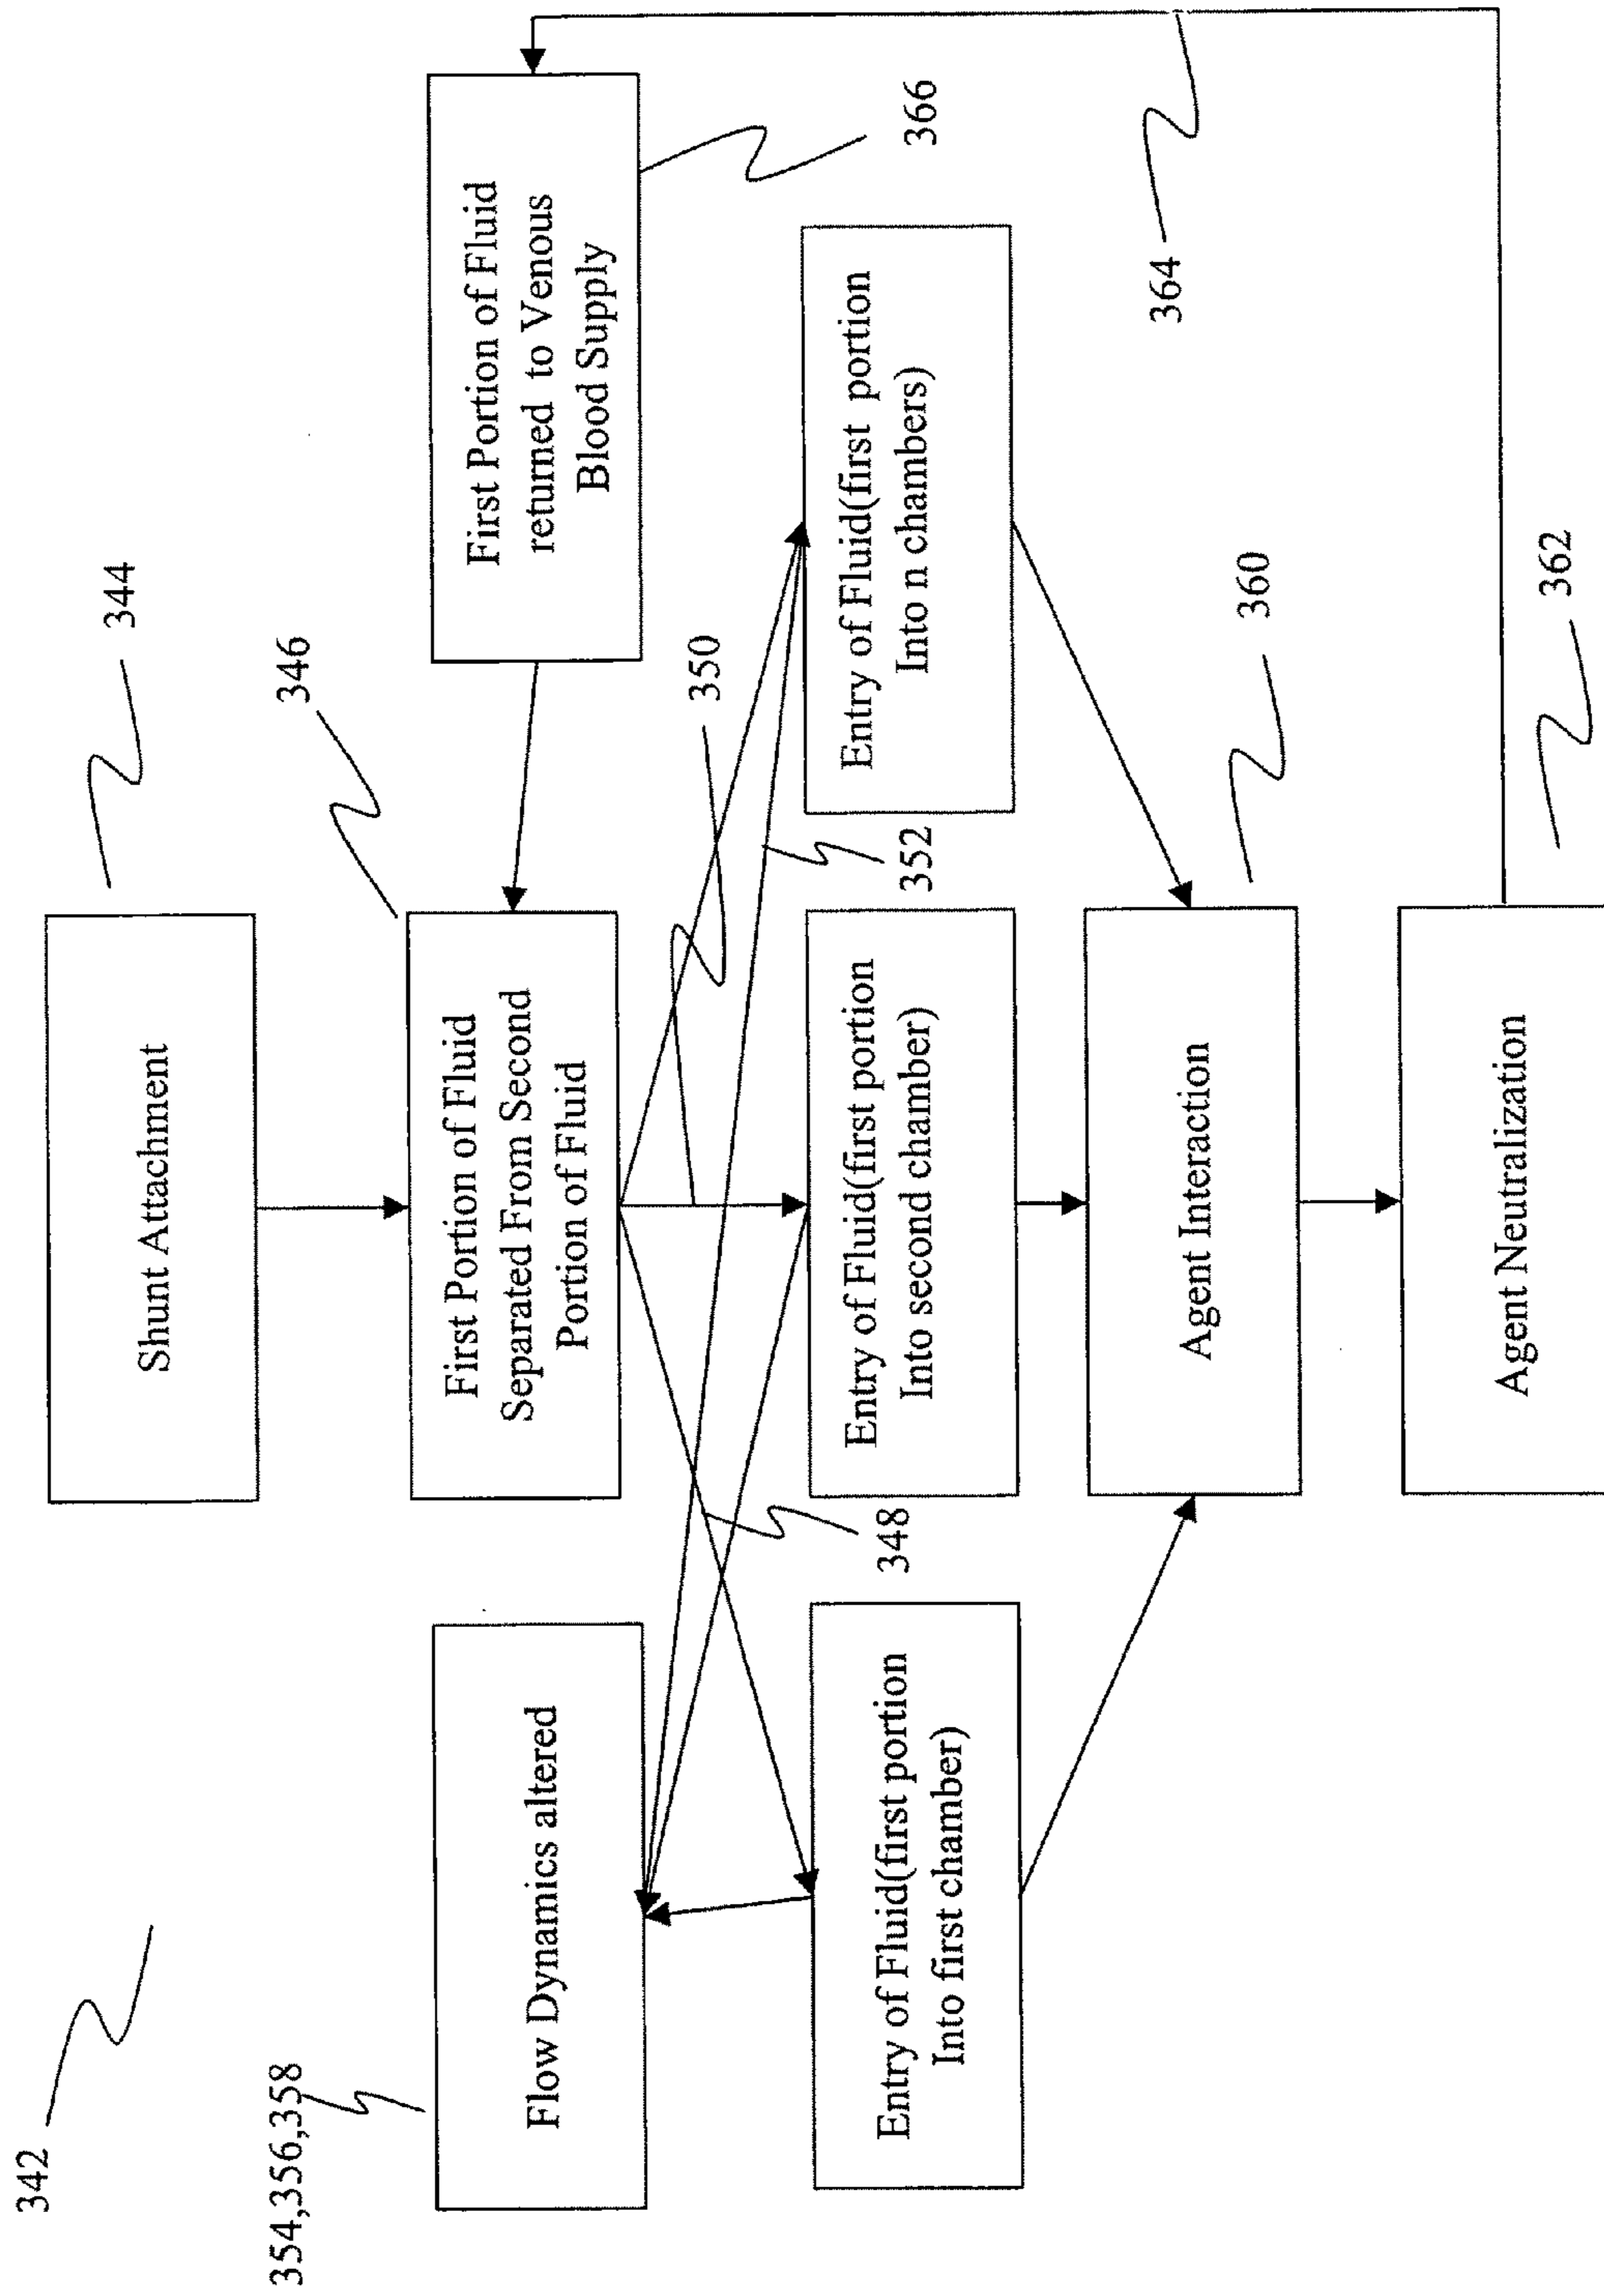 342
344
Shunt Attachment
354,356,358
346
Flow Dynamics altered
First Portion of Fluid
Separated From Second
Portion of Fluid
First Portion of Fluid
returned to Venous
Blood Supply
366
350
348
352
Entry of Fluid(first portion
Into first chamber)
Entry of Fluid(first portion
Into second chamber)
Entry of Fluid(first portion
Into n chambers)
364
Agent Interaction
360
Agent Neutralization
362